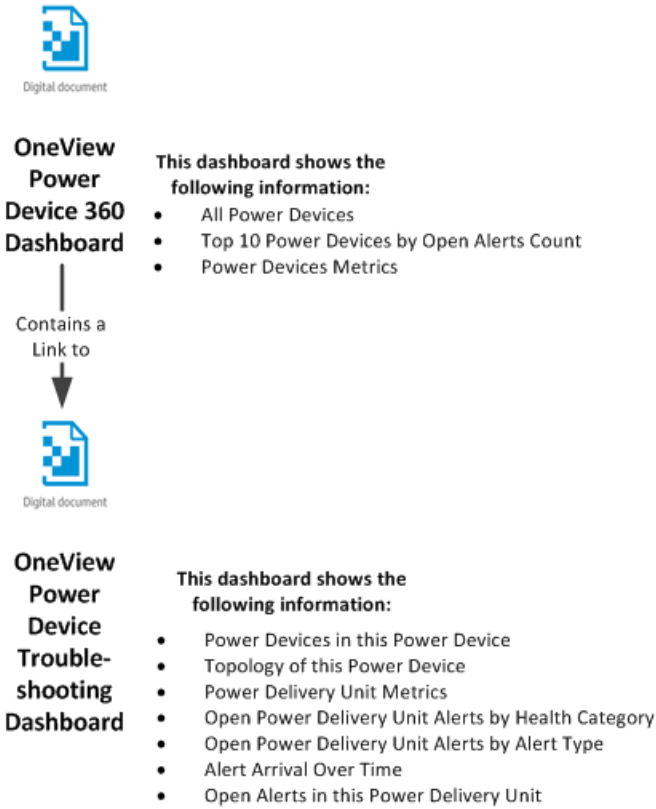 Digital document
OneView
Power
Device 360
Dashboard
This dashboard shows the
following information:
• All Power Devices
• Top 10 Power Devices by Open Alerts Count
• Power Devices Metrics
Contains a
Link to
Digital document
OneView
Power
Device
Trouble-
shooting
Dashboard
This dashboard shows the
following information:
• Power Devices in this Power Device
• Topology of this Power Device
• Power Delivery Unit Metrics
• Open Power Delivery Unit Alerts by Health Category
• Open Power Delivery Unit Alerts by Alert Type
• Alert Arrival Over Time
• Open Alerts in this Power Delivery Unit